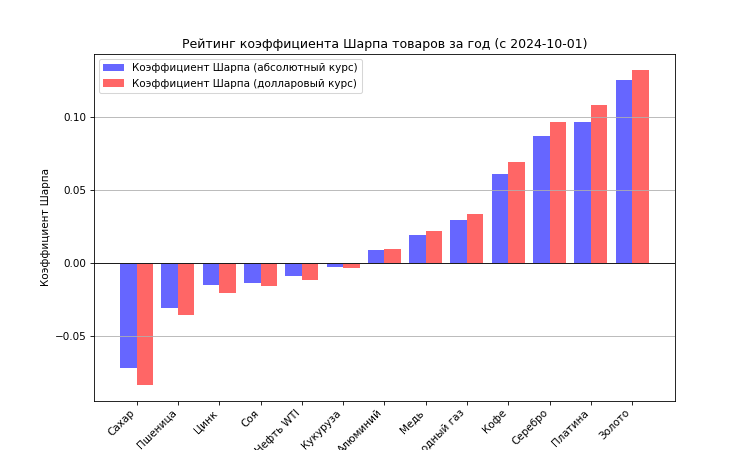 Рейтинг коэффициента Шарпа товаров за год (с 2024-10-01)
Коэффициент Шарпа (абсолютный курс)
Коэффициент Шарпа (долларовый курс)
Коэффициент Шарпа
0.10
0.05
0.00
−0.05
Сахар
Пшеница
Цинк
Соя
Нефть WTI
Кукуруза
Алюминий
Медь
газ
Кофе
Серебро
Платина
Золото